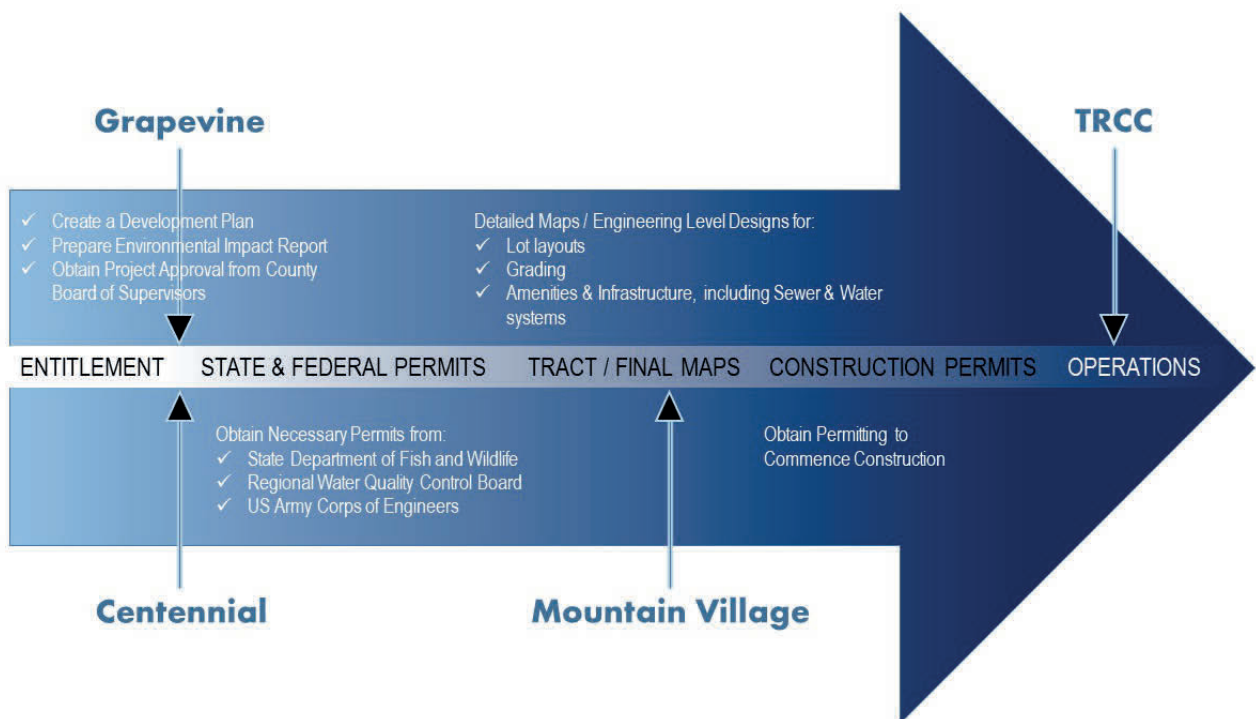 Grapevine
TRCC
✓ Create a Development Plan
✓ Prepare Environmental Impact Report
✓ Obtain Project Approval from County
Board of Supervisors
Detailed Maps / Engineering Level Designs for:
✓ Lot layouts
✓ Grading
✓ Amenities & Infrastructure, including Sewer & Water
systems
ENTITLEMENT STATE & FEDERAL PERMITS TRACT / FINAL MAPS CONSTRUCTION PERMITS OPERATIONS
Obtain Necessary Permits from:
✓ State Department of Fish and Wildlife
✓ Regional Water Quality Control Board
✓ US Army Corps of Engineers
Obtain Permitting to
Commence Construction
Centennial
Mountain Village